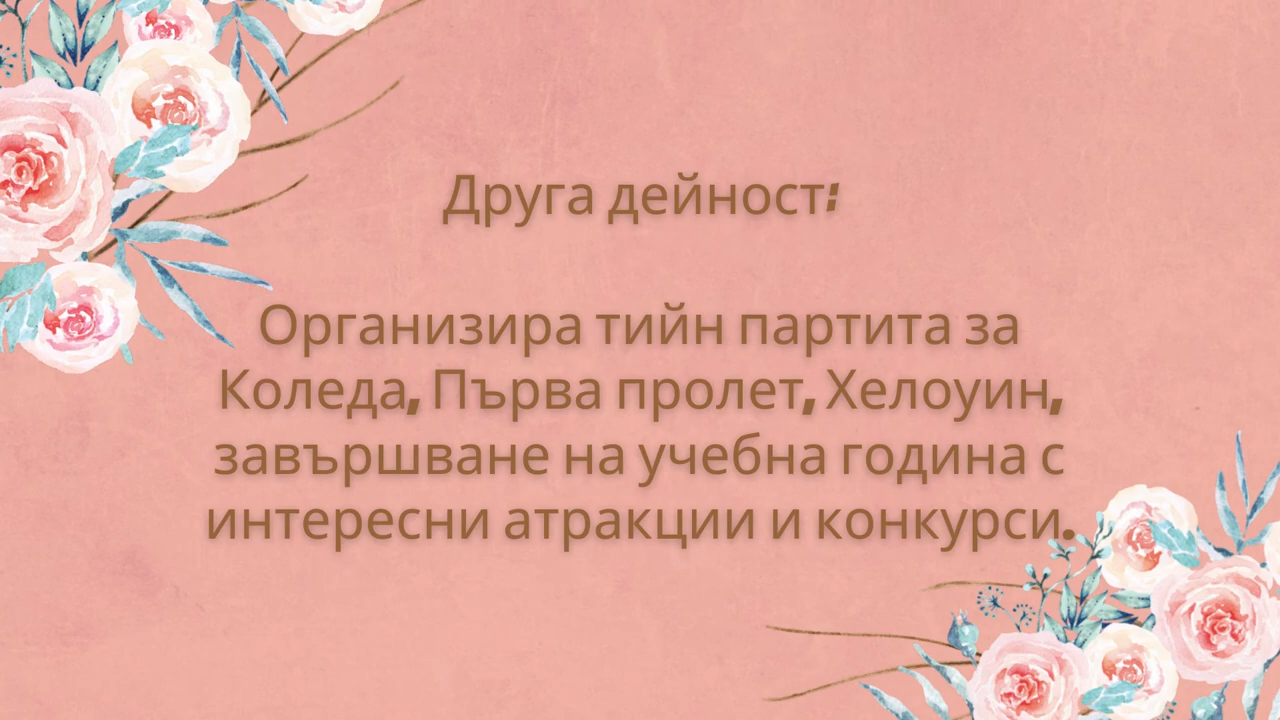 Друга дейност:
Организира тийн партита за
Коледа, Първа пролет, Хелоуин,
завършване на учебна година с
интересни атракции и конкурси.